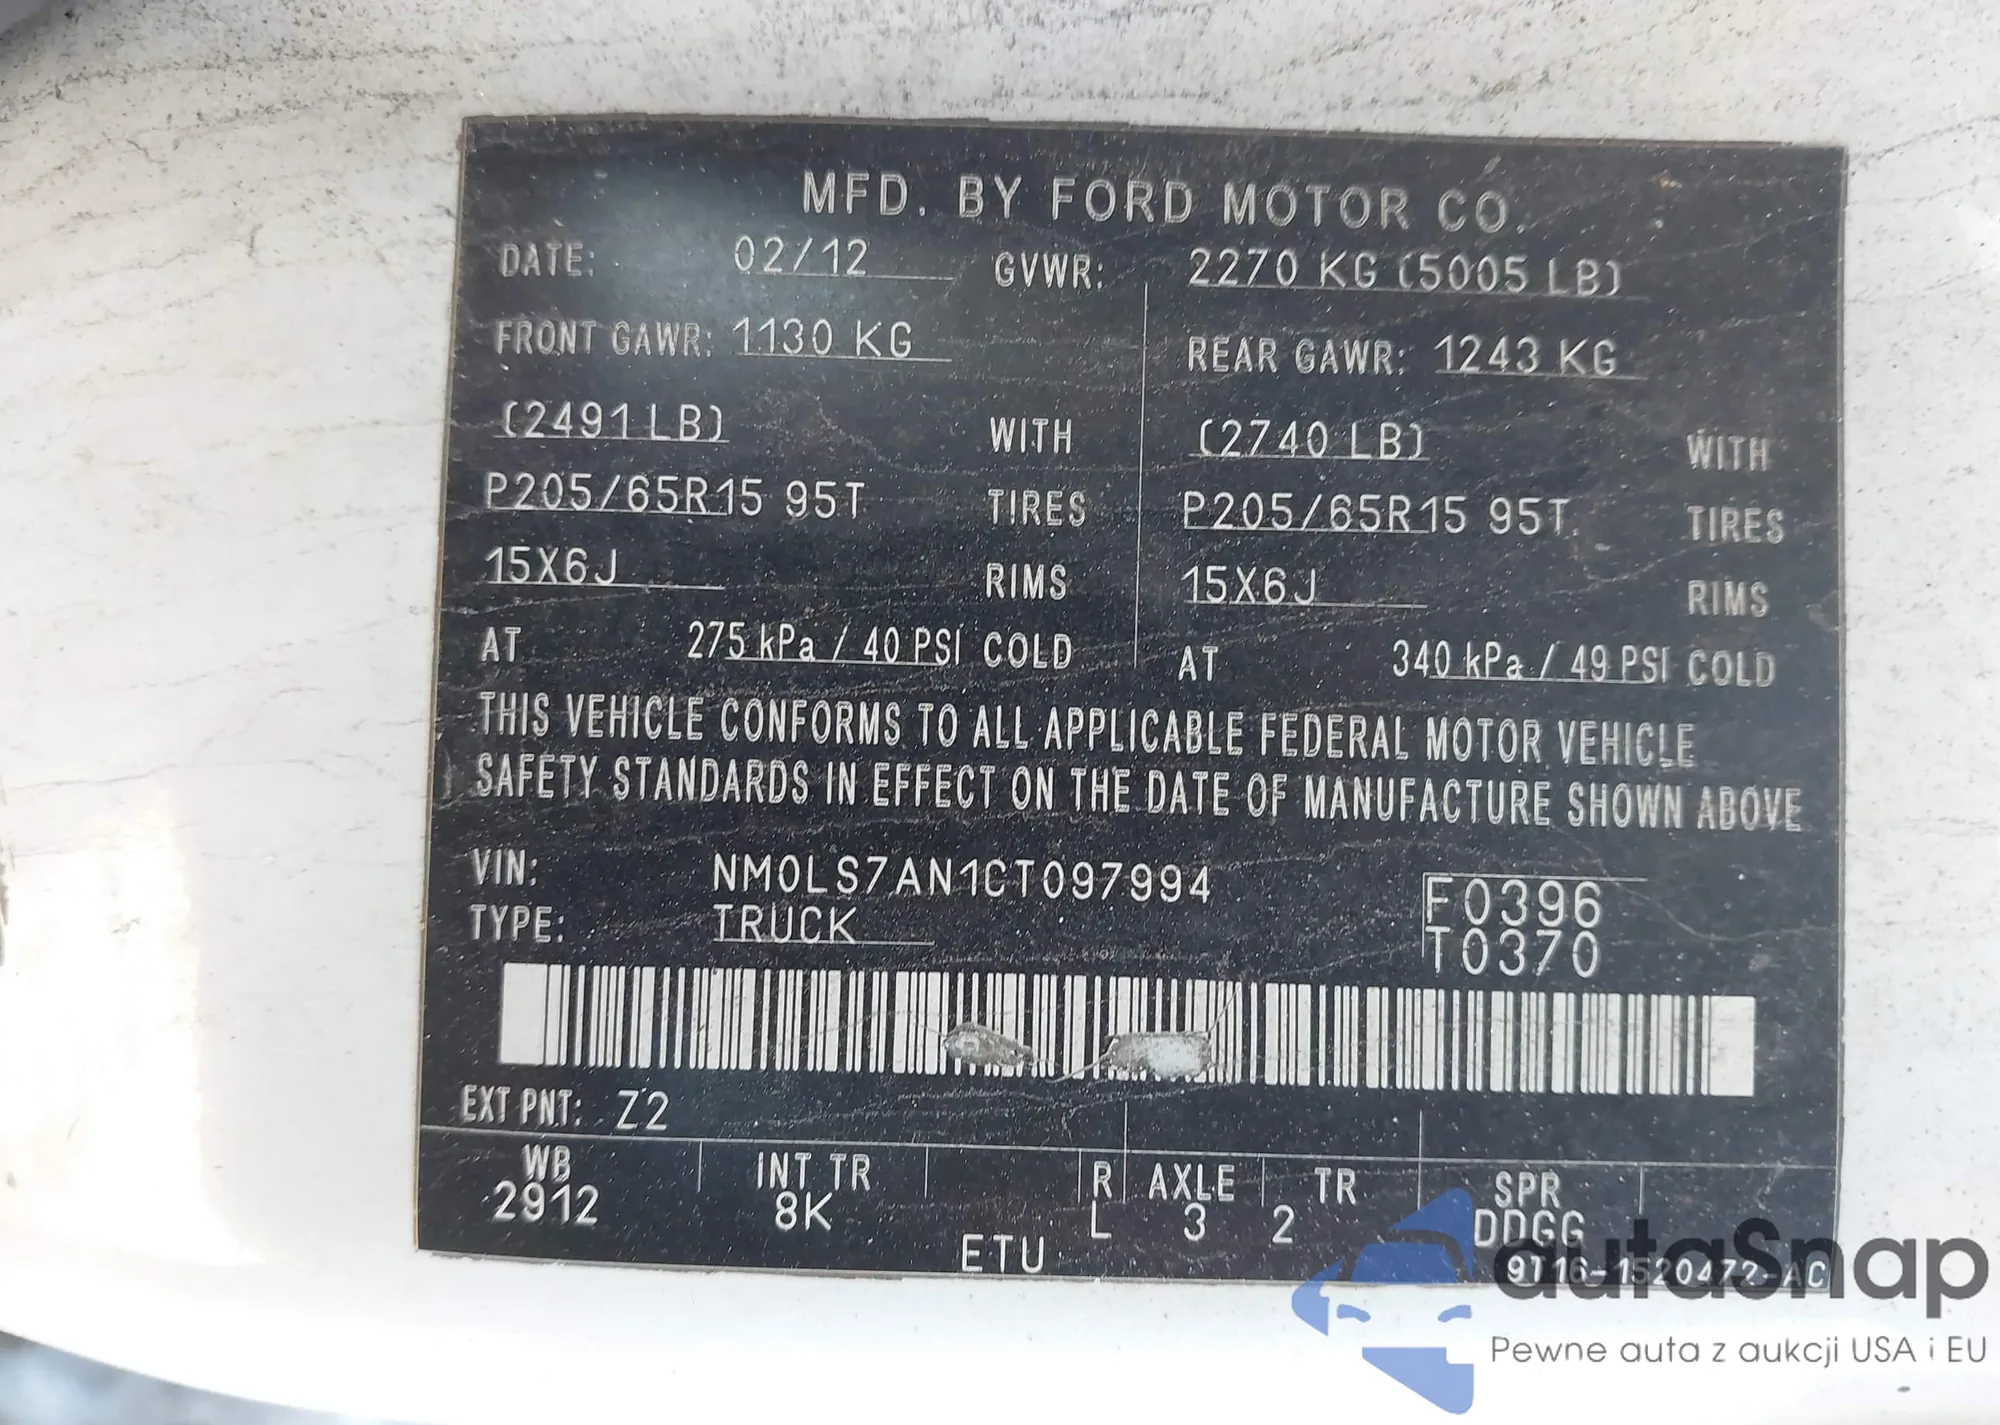 MFD. BY FORD MOTOR CO.
DATE: 02/12 GVWR: 2270 KG (5005 LB)
FRONT GAWR: 1130 KG REAR GAWR: 1243 KG
(2491 LB) WITH (2740 LB) WITH
P205/65R15 95T TIRES P205/65R15 95T TIRES
15X6J RIMS 15X6J RIMS
AT 275 kPa / 40 PSI COLD AT 340 kPa / 49 PSI COLD
THIS VEHICLE CONFORMS TO ALL APPLICABLE FEDERAL MOTOR VEHICLE
SAFETY STANDARDS IN EFFECT ON THE DATE OF MANUFACTURE SHOWN ABOVE
VIN: NM0LS7AN1CT097994 F0396
TYPE: TRUCK T0370
EXT PNT: Z2
WB INT TR R AXLE TR SPR
2912 8K L 3 2 DDGG
ETU 9T16-1520472-AC
autaSnap
Pewne auta z aukcji USA i EU